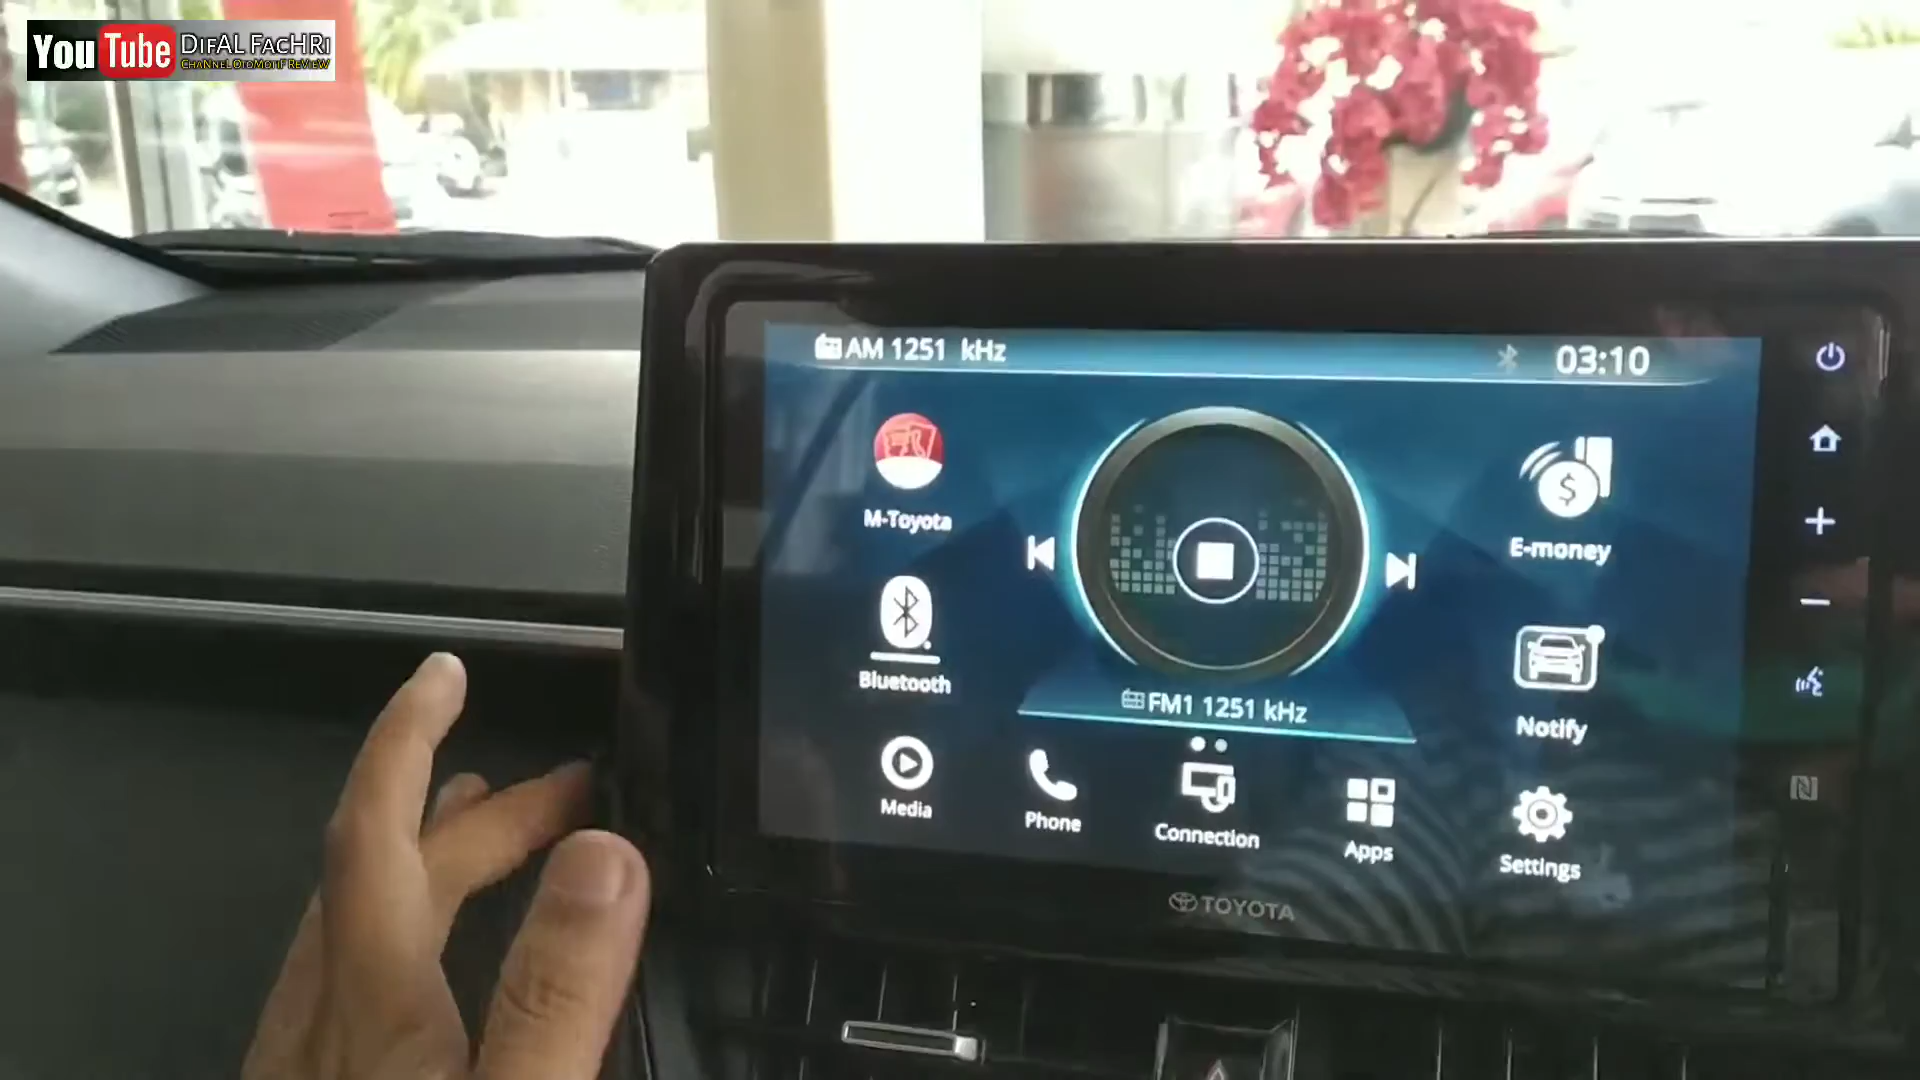 YouTube
DifAL FacHRi
CHaNNeL OtoMotiF REViEW
AM 1251 kHz
03:10
M-Toyota
E-money
Bluetooth
FM1 1251 kHz
Notify
Media
Phone
Connection
Apps
Settings
TOYOTA